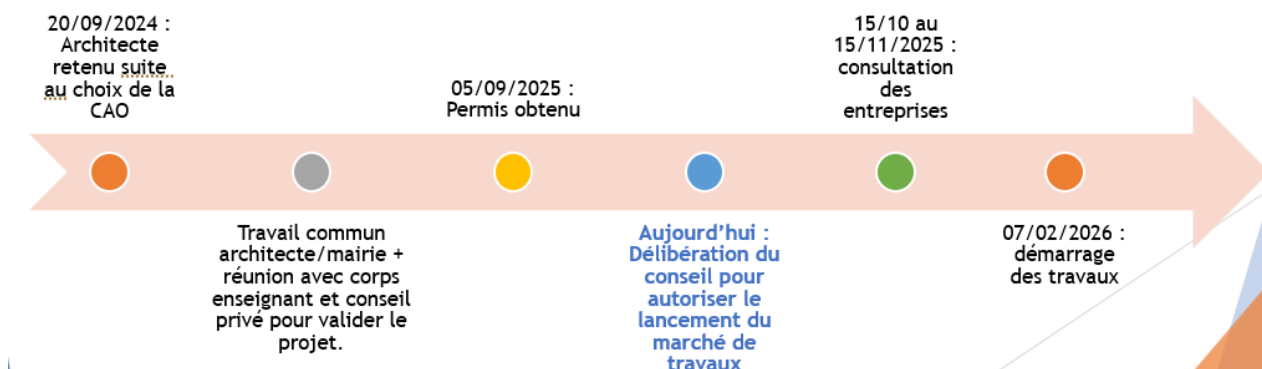 20/09/2024 :
Architecte
retenu suite
au choix de la
CAO
Travail commun
architecte/mairie +
réunion avec corps
enseignant et conseil
privé pour valider le
projet.
05/09/2025 :
Permis obtenu
Aujourd’hui :
Délibération du
conseil pour
autoriser le
lancement du
marché de
travaux
15/10 au
15/11/2025 :
consultation
des
entreprises
07/02/2026 :
démarrage
des travaux